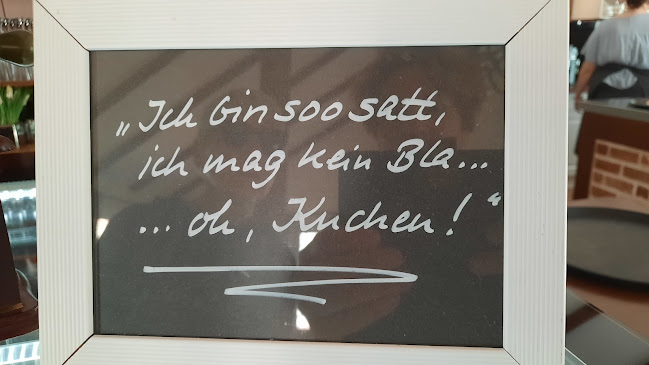 „Ich bin soo satt,
ich mag kein Bla...
... oh, Kuchen!“